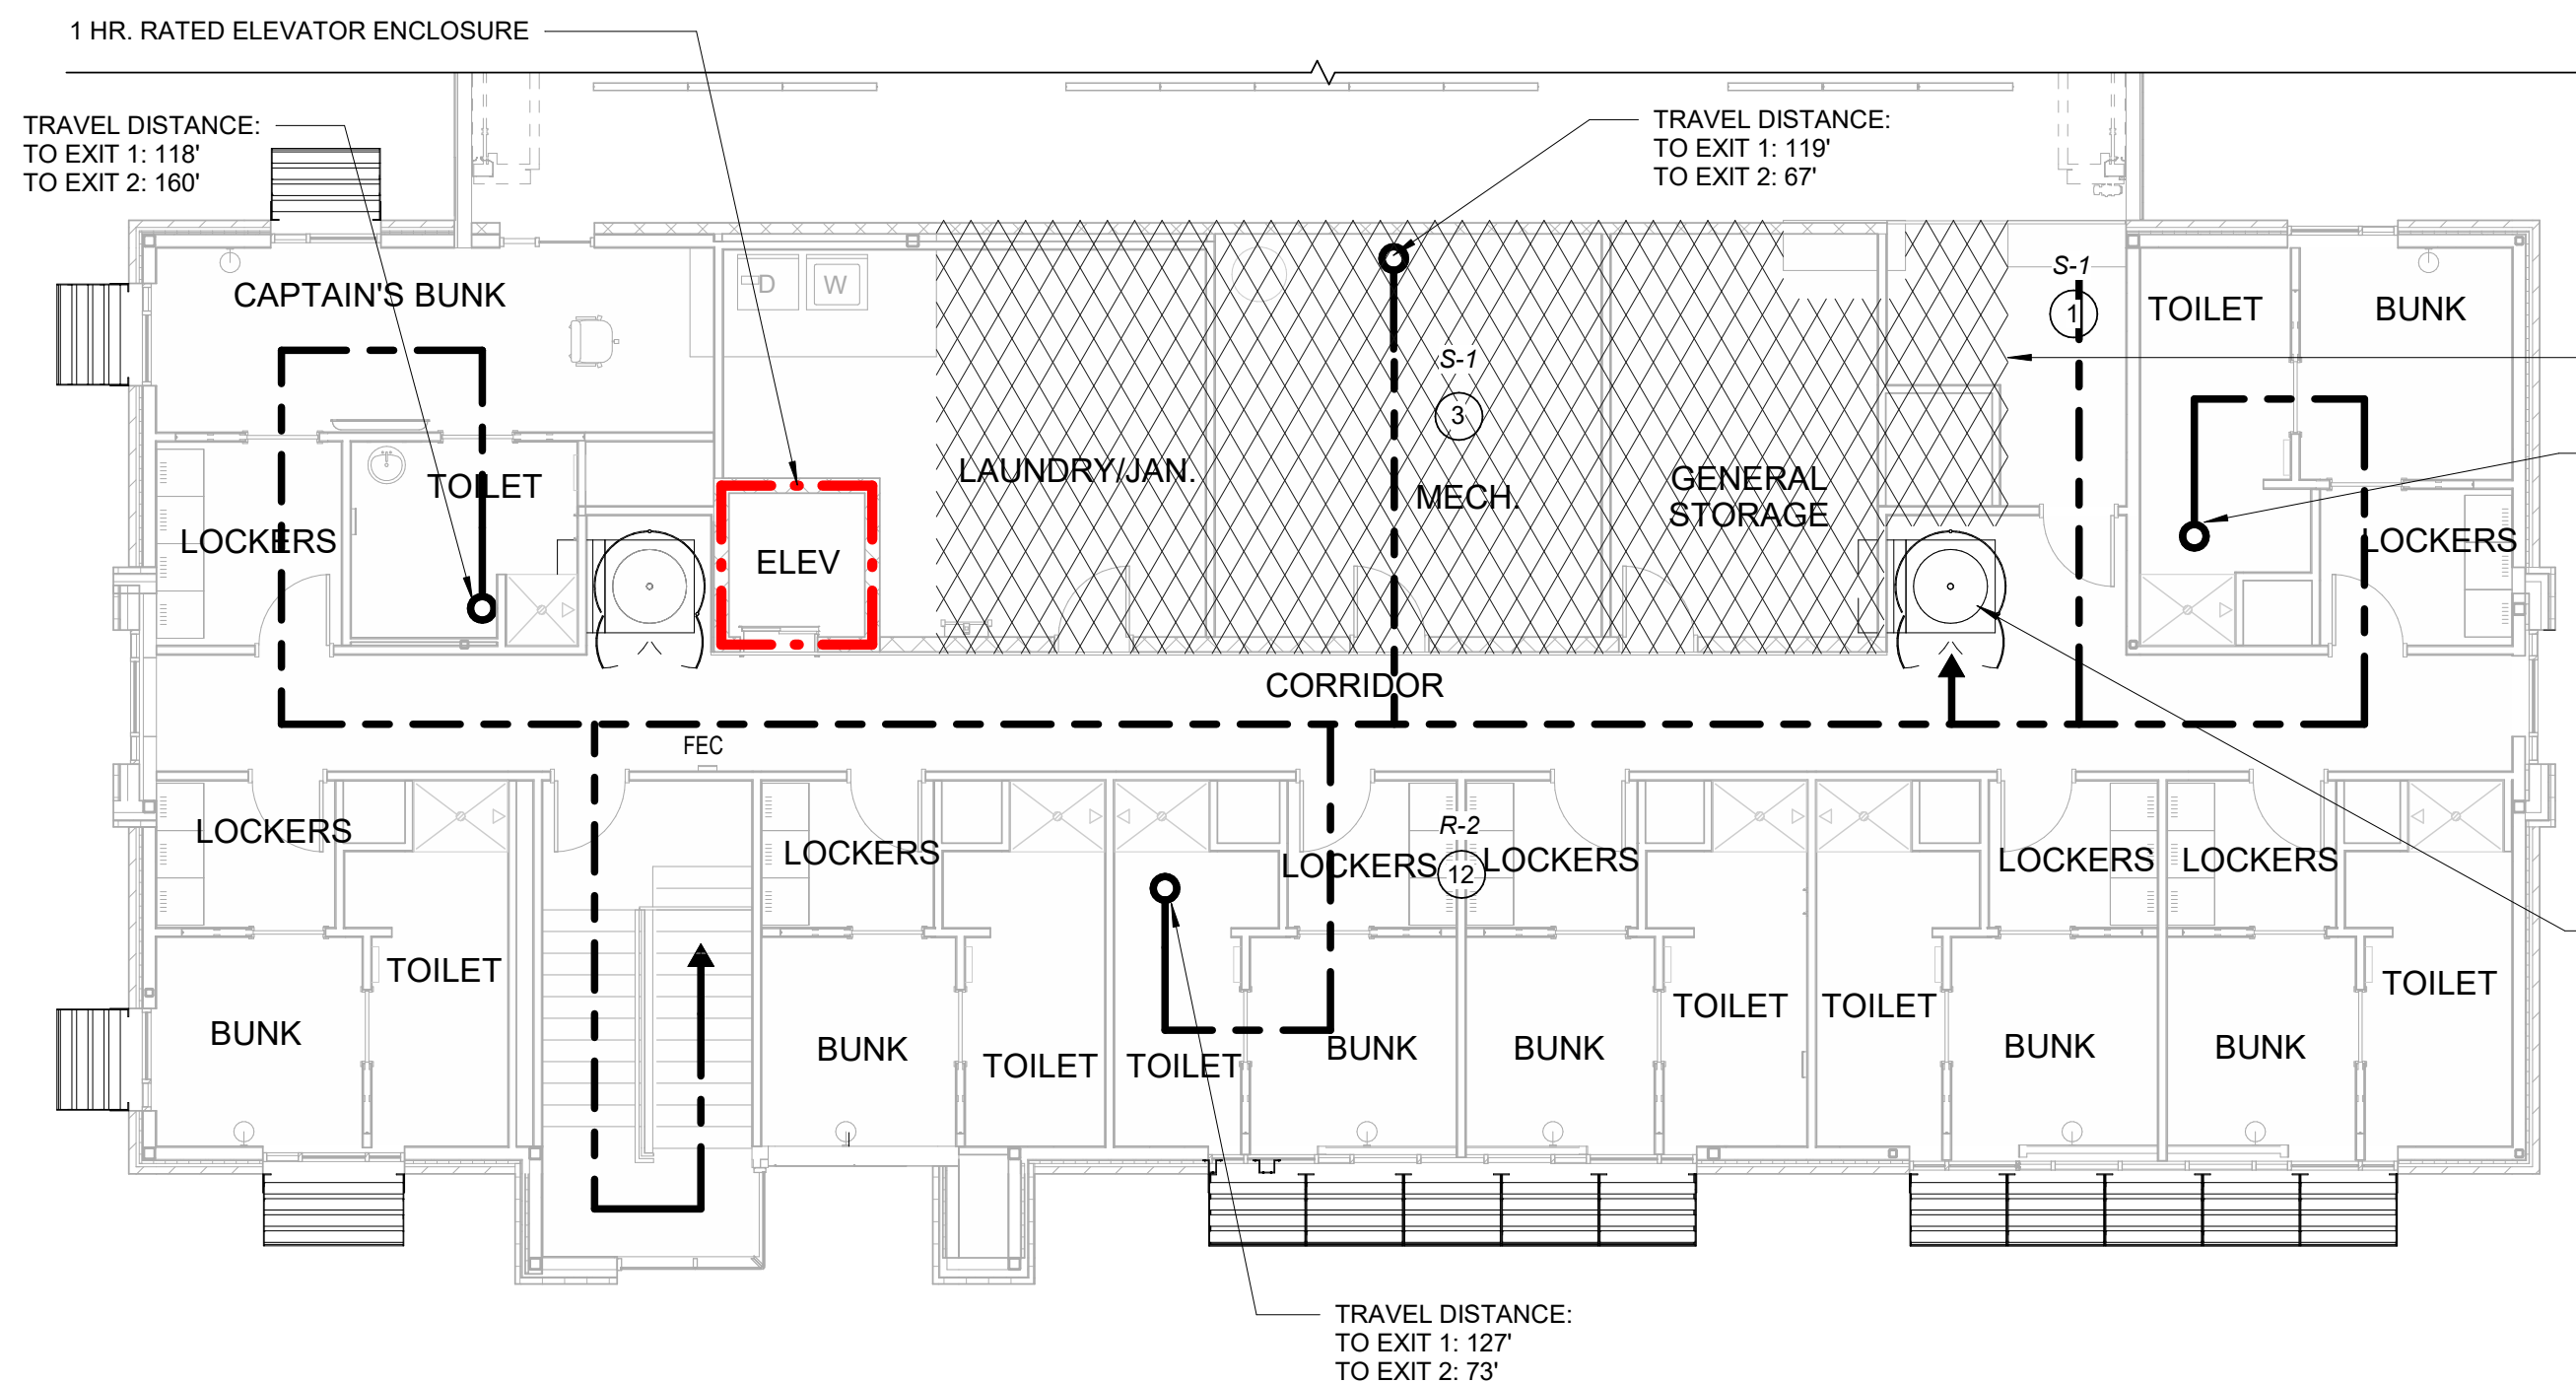 1 HR. RATED ELEVATOR ENCLOSURE
TRAVEL DISTANCE:
TO EXIT 1: 118'
TO EXIT 2: 160'
TRAVEL DISTANCE:
TO EXIT 1: 119'
TO EXIT 2: 67'
CAPTAIN'S BUNK
D
W
S-1
1
TOILET
BUNK
S-1
3
LAUNDRY/JAN.
MECH.
GENERAL
STORAGE
TOILET
LOCKERS
ELEV
LOCKERS
CORRIDOR
FEC
LOCKERS
LOCKERS
LOCKERS
R-2
12
LOCKERS
LOCKERS
LOCKERS
TOILET
BUNK
BUNK
TOILET
TOILET
BUNK
BUNK
TOILET
TOILET
BUNK
BUNK
TOILET
TRAVEL DISTANCE:
TO EXIT 1: 127'
TO EXIT 2: 73'